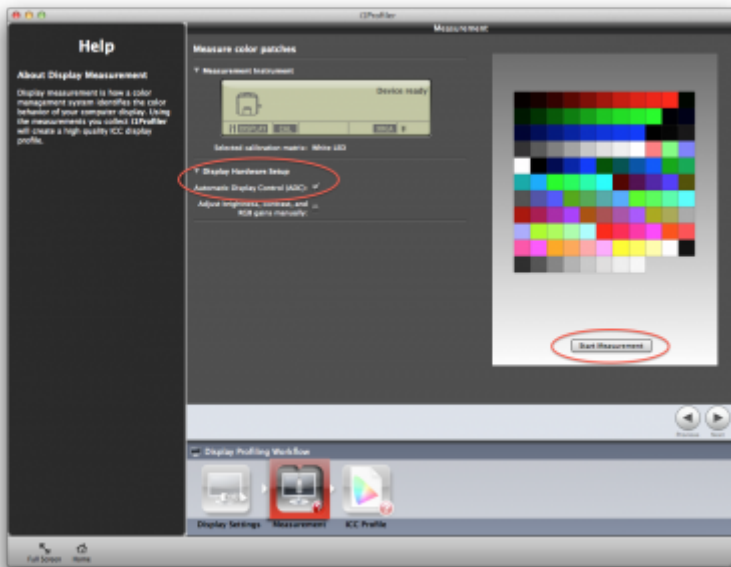 i1Profiler
Measurement
Help
About Display Measurement
Display measurement is how a color
management system identifies the color
behavior of your computer display. Using
the measurements you collect i1Profiler
will create a high quality ICC display
profile.
Measure color patches
Measurement Instrument
Device ready
DISPLAY CAL
Selected calibration matrix: White LED
Display Hardware Setup
Automatic Display Control (ADC):
Adjust brightness, contrast, and
RGB gains manually:
Start Measurement
Previous Next
Display Profiling Workflow
Display Settings Measurement ICC Profile
Full Screen Home